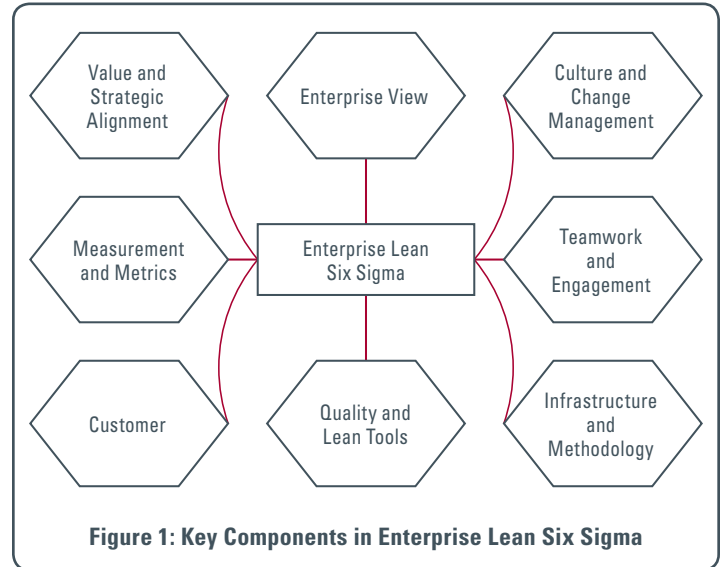 Value and
Strategic
Alignment
Enterprise View
Culture and
Change
Management
Measurement
and Metrics
Enterprise Lean
Six Sigma
Teamwork
and
Engagement
Customer
Quality and
Lean Tools
Infrastructure
and
Methodology
Figure 1: Key Components in Enterprise Lean Six Sigma